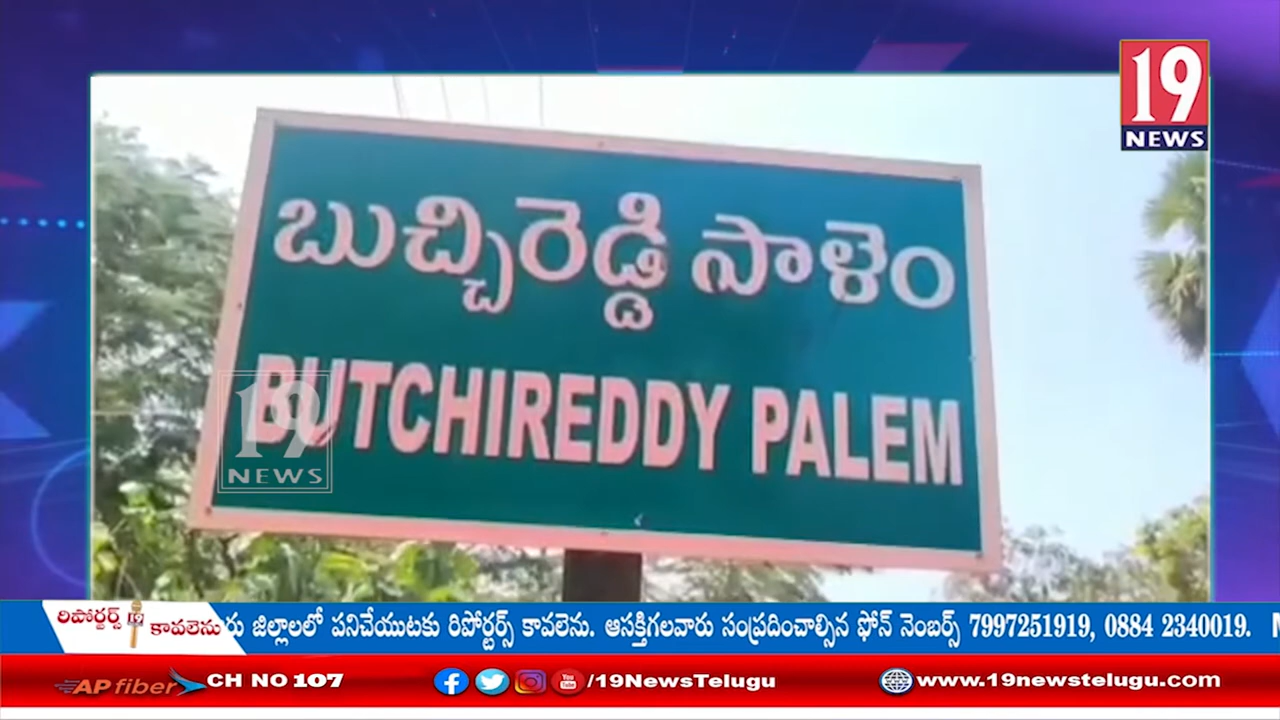 19
NEWS
బుచ్చిరెడ్డి పాళెం
BUTCHIREDDY PALEM
19
NEWS
రిపోర్టర్స్ 19 కావలెను
రు జిల్లాలలో పనిచేయుటకు రిపోర్టర్స్ కావలెను. ఆసక్తిగలవారు సంప్రదించాల్సిన ఫోన్ నెంబర్స్ 7997251919, 0884 2340019.
AP fiber CH NO 107 /19NewsTelugu www.19newstelugu.com